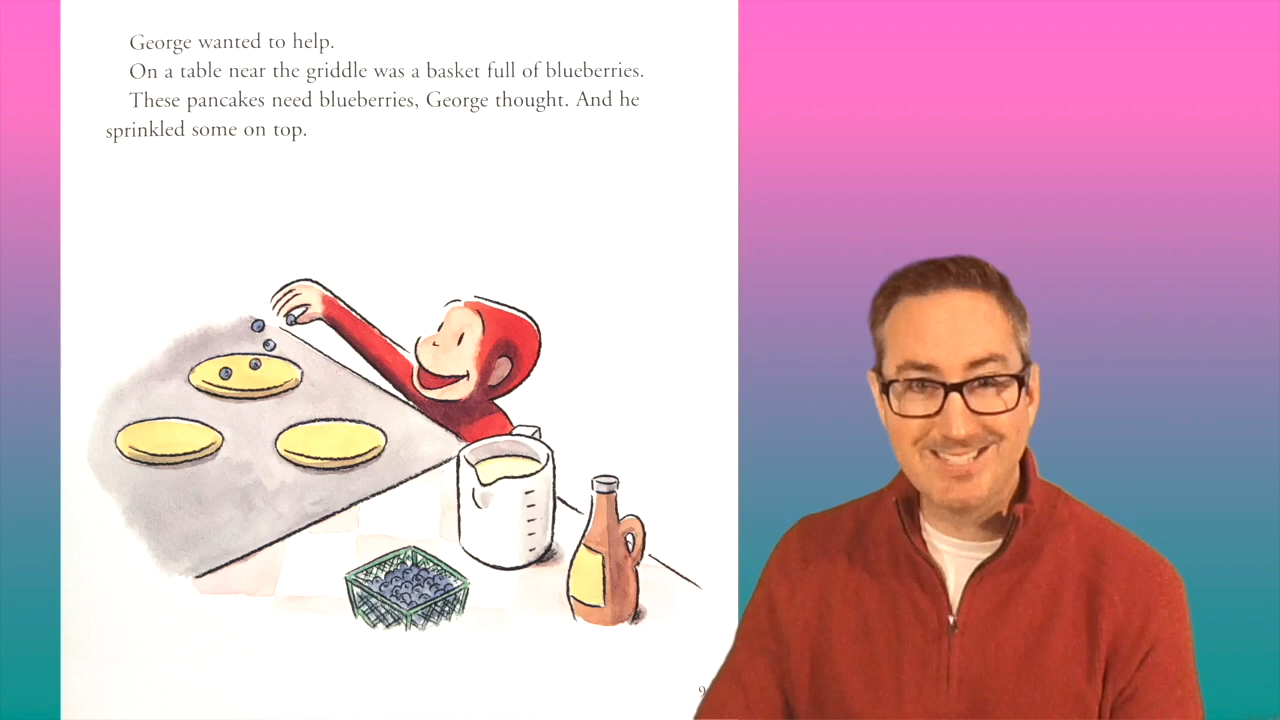 George wanted to help.
On a table near the griddle was a basket full of blueberries.
These pancakes need blueberries, George thought. And he
sprinkled some on top.
9